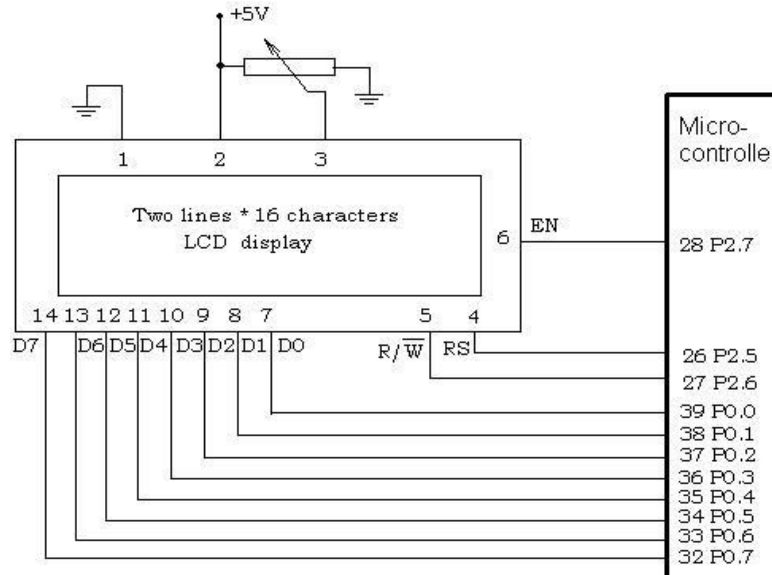 +5V
Micro-
controlle
1 2 3
Two lines * 16 characters
LCD display
6
EN
28 P2.7
14 13 12 11 10 9 8 7 5 4
D7 D6 D5 D4 D3 D2 D1 D0 R/W̅ RS
26 P2.5
27 P2.6
39 P0.0
38 P0.1
37 P0.2
36 P0.3
35 P0.4
34 P0.5
33 P0.6
32 P0.7